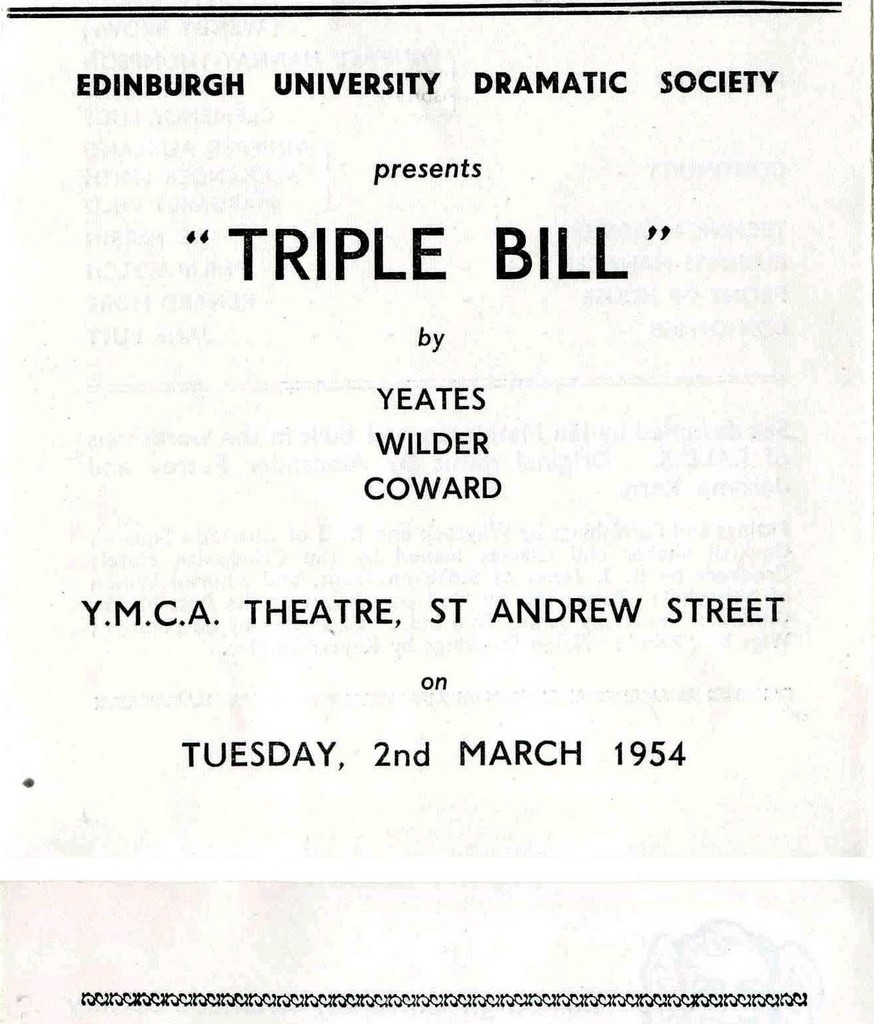 EDINBURGH UNIVERSITY DRAMATIC SOCIETY
presents
“TRIPLE BILL”
by
YEATES
WILDER
COWARD
Y.M.C.A. THEATRE, ST ANDREW STREET
on
TUESDAY, 2nd MARCH 1954